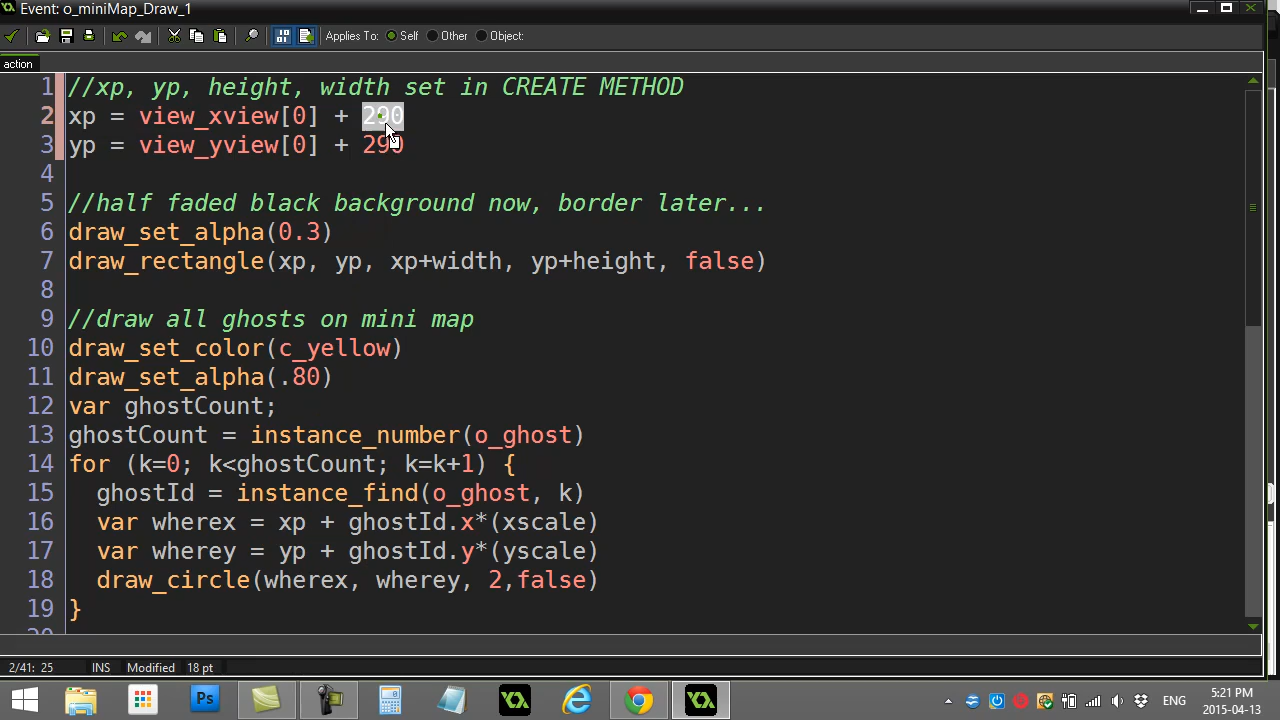 Event: o_miniMap_Draw_1
Applies To: Self Other Object:
action
1 //xp, yp, height, width set in CREATE METHOD
2 xp = view_xview[0] + 290
3 yp = view_yview[0] + 290
4
5 //half faded black background now, border later...
6 draw_set_alpha(0.3)
7 draw_rectangle(xp, yp, xp+width, yp+height, false)
8
9 //draw all ghosts on mini map
10 draw_set_color(c_yellow)
11 draw_set_alpha(.80)
12 var ghostCount;
13 ghostCount = instance_number(o_ghost)
14 for (k=0; k<ghostCount; k=k+1) {
15 ghostId = instance_find(o_ghost, k)
16 var wherex = xp + ghostId.x*(xscale)
17 var wherey = yp + ghostId.y*(yscale)
18 draw_circle(wherex, wherey, 2,false)
19 }
20
2/41: 25 INS Modified 18 pt
Ps
ENG
5:21 PM
2015-04-13